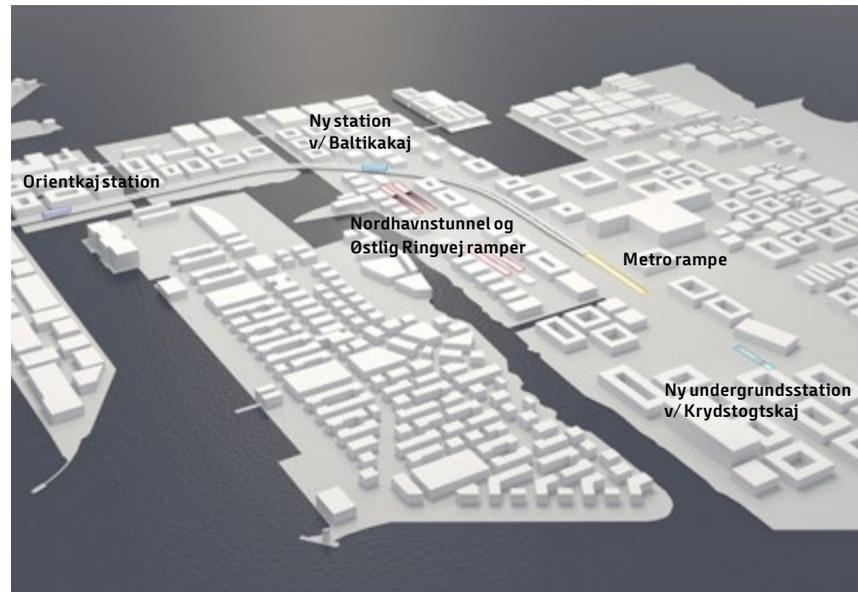 Ny station
v/ Baltikakaj
Orientkaj station
Nordhavnstunnel og
Østlig Ringvej ramper
Metro rampe
Ny undergrundsstation
v/ Krydstogtskaj